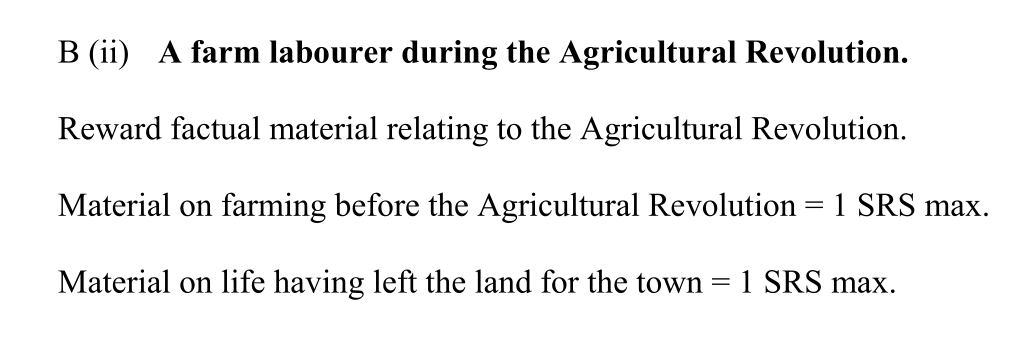 B (ii) A farm labourer during the Agricultural Revolution.
Reward factual material relating to the Agricultural Revolution.
Material on farming before the Agricultural Revolution = 1 SRS max.
Material on life having left the land for the town = 1 SRS max.